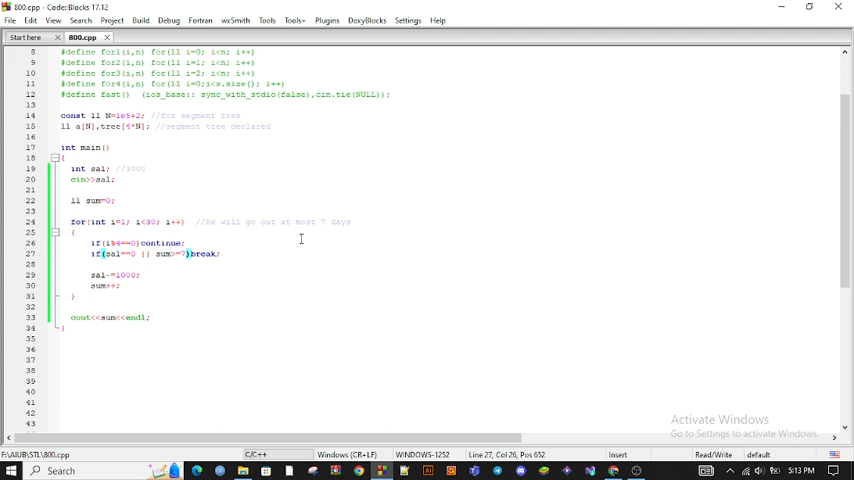 800.cpp - Code::Blocks 17.12
File Edit View Search Project Build Debug Fortran wxSmith Tools Tools+ Plugins DoxyBlocks Settings Help
Start here 800.cpp
8 #define for1(i,n) for(ll i=0; i<n; i++)
9 #define for2(i,n) for(ll i=1; i<n; i++)
10 #define for3(i,n) for(ll i=2; i<n; i++)
11 #define for4(i,n) for(ll i=0;i<s.size(); i++)
12 #define fast() (ios_base:: sync_with_stdio(false),cin.tie(NULL));
13
14 const ll N=1e5+2; //for segment tree
15 ll a[N],tree[4*N]; //segment tree declared
16
17 int main()
18 {
19 int sal; //3000
20 cin>>sal;
21
22 ll sum=0;
23
24 for(int i=1; i<30; i++) //he will go out at most 7 days
25 {
26 if(i%4==0)continue;
27 if(sal==0 || sum>=7)break;
28
29 sal-=1000;
30 sum++;
31 }
32
33 cout<<sum<<endl;
34 }
35
36
37
38
39
40
41
42
43
Activate Windows
Go to Settings to activate Windows.
F:\AIUB\STL\800.cpp C/C++ Windows (CR+LF) WINDOWS-1252 Line 27, Col 26, Pos 652 Insert Read/Write default
Search 5:13 PM